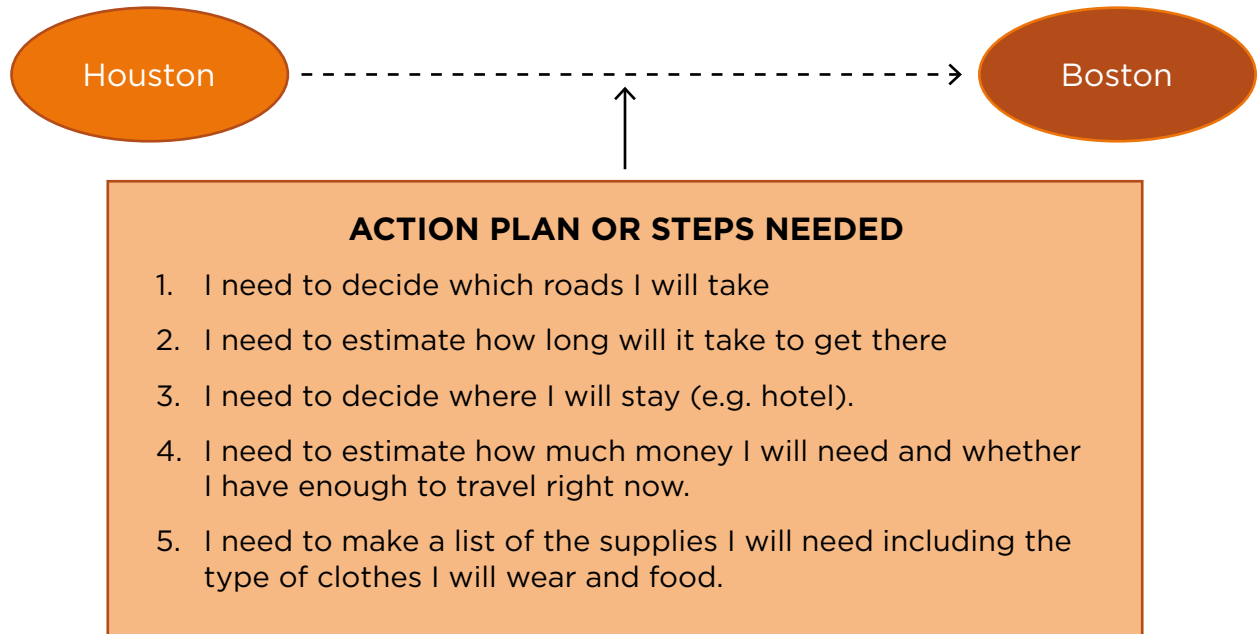 Houston
Boston
ACTION PLAN OR STEPS NEEDED
1. I need to decide which roads I will take
2. I need to estimate how long will it take to get there
3. I need to decide where I will stay (e.g. hotel).
4. I need to estimate how much money I will need and whether
I have enough to travel right now.
5. I need to make a list of the supplies I will need including the
type of clothes I will wear and food.